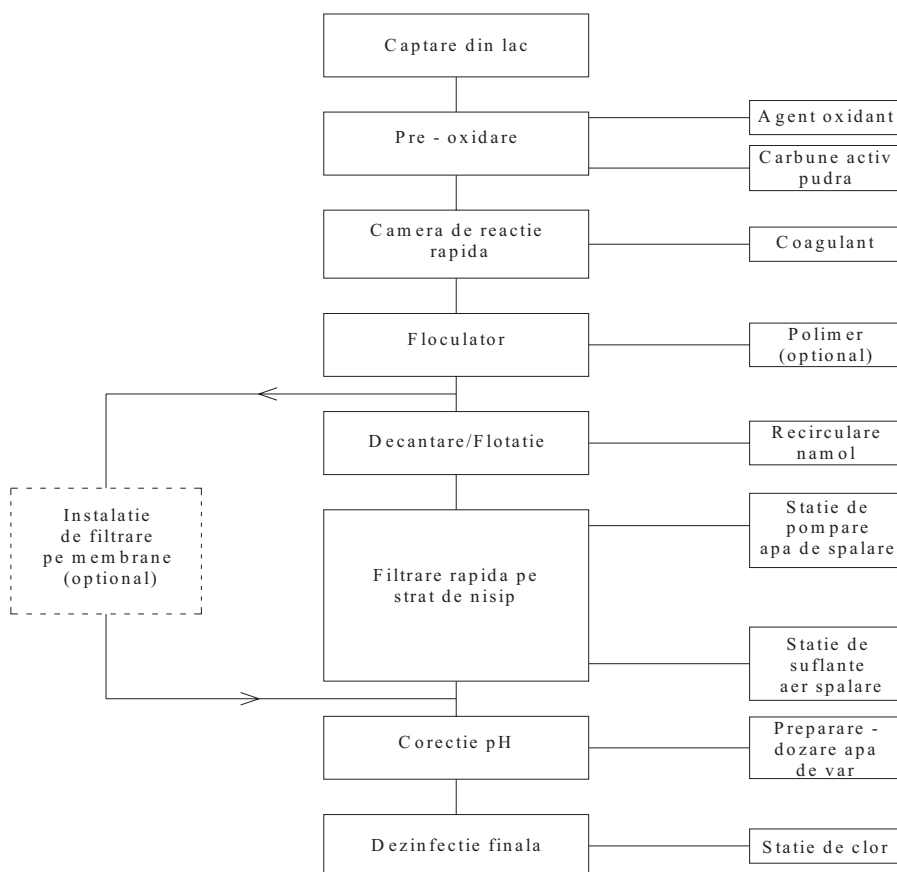 Captare din lac
Pre - oxidare
Agent oxidant
Carbune activ
pudra
Camera de reactie
rapida
Coagulant
Floculator
Polimer
(optional)
Decantare/Flotatie
Recirculare
namol
Instalatie
de filtrare
pe membrane
(optional)
Filtrare rapida pe
strat de nisip
Statie de
pompare
apa de spalare
Statie de
suflante
aer spalare
Corectie pH
Preparare -
dozare apa
de var
Dezinfectie finala
Statie de clor